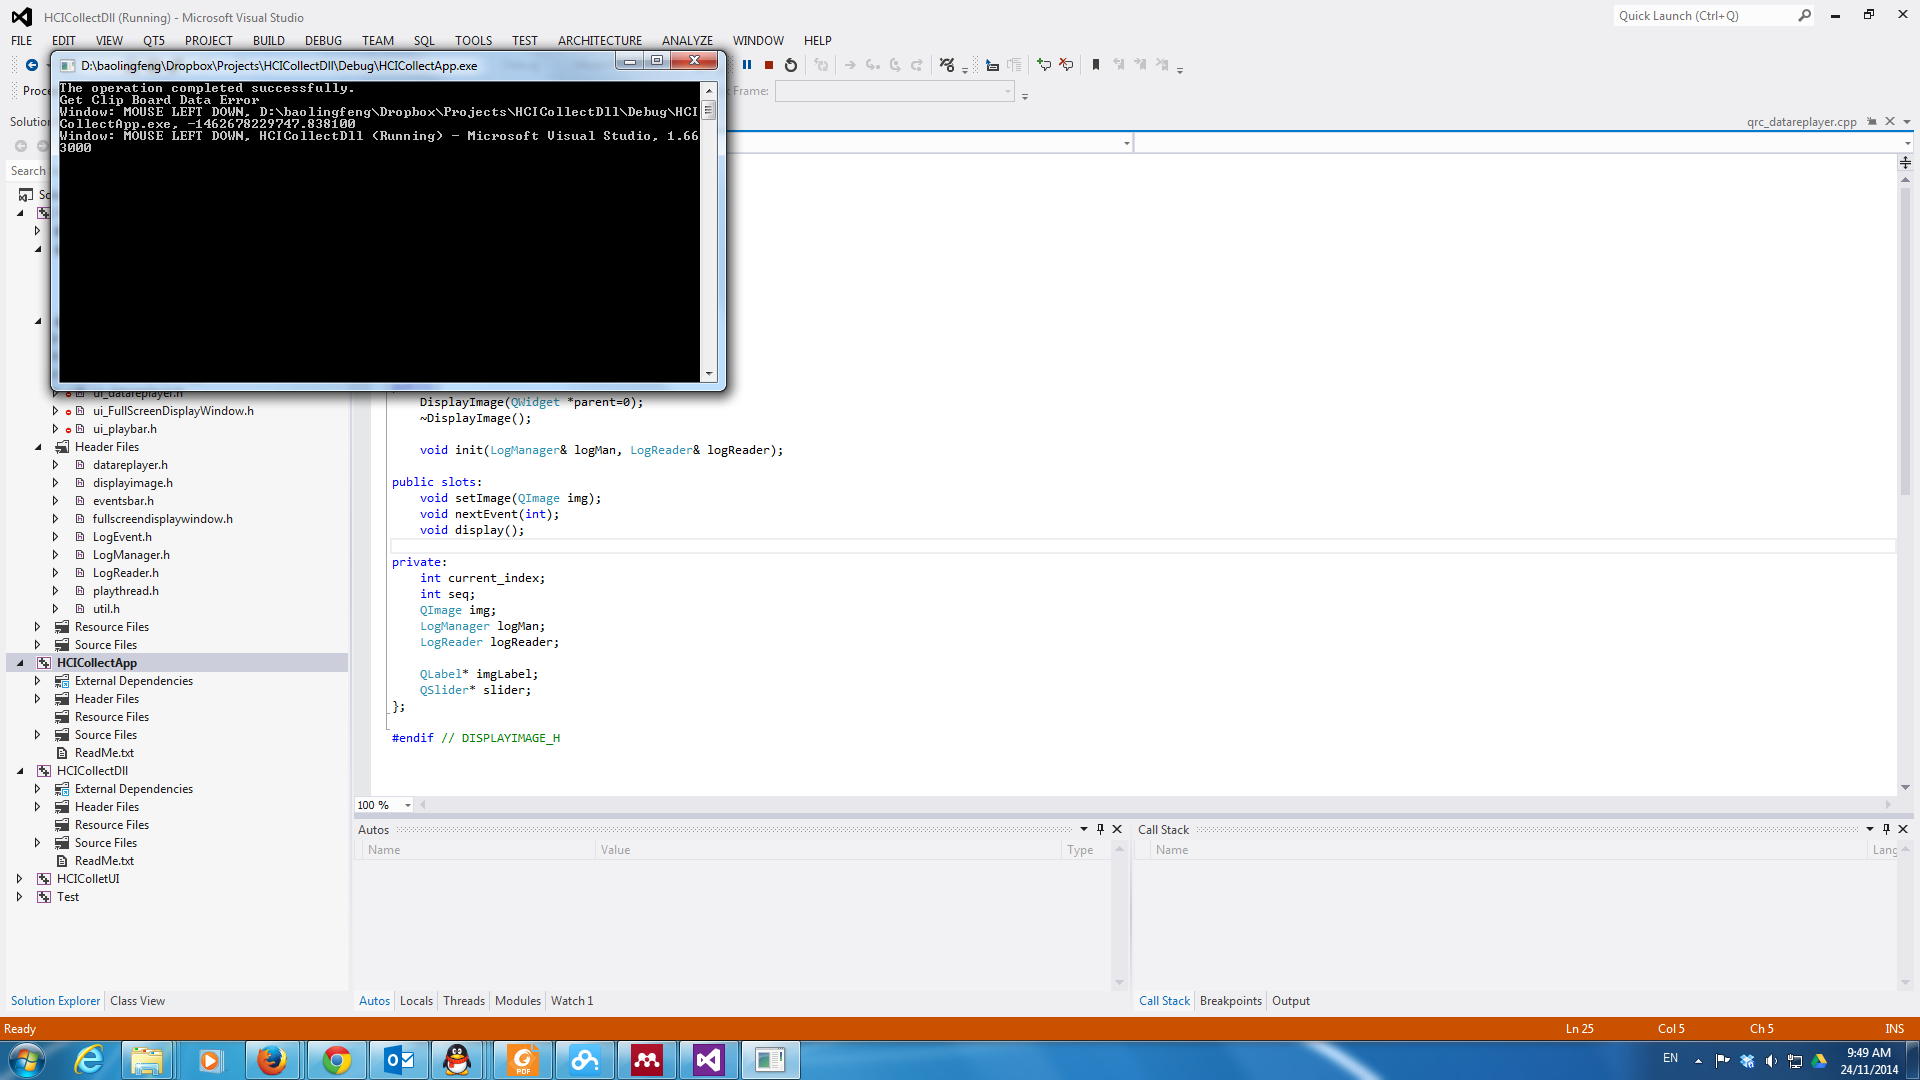 HCICollectDll (Running) - Microsoft Visual Studio
Quick Launch (Ctrl+Q)
FILE EDIT VIEW QT5 PROJECT BUILD DEBUG TEAM SQL TOOLS TEST ARCHITECTURE ANALYZE WINDOW HELP
D:\baolingfeng\Dropbox\Projects\HCICollectDll\Debug\HCICollectApp.exe
The operation completed successfully.
Get Clip Board Data Error
Window: MOUSE LEFT DOWN, D:\baolingfeng\Dropbox\Projects\HCICollectDll\Debug\HCI
CollectApp.exe, -1462678229747.838100
Window: MOUSE LEFT DOWN, HCICollectDll (Running) - Microsoft Visual Studio, 1.66
3000
Proce
Frame:
Solutio
qrc_datareplayer.cpp
Search
So
ui_datareplayer.h
ui_FullScreenDisplayWindow.h
ui_playbar.h
Header Files
datareplayer.h
displayimage.h
eventsbar.h
fullscreendisplaywindow.h
LogEvent.h
LogManager.h
LogReader.h
playthread.h
util.h
Resource Files
Source Files
HCICollectApp
External Dependencies
Header Files
Resource Files
Source Files
ReadMe.txt
HCICollectDll
External Dependencies
Header Files
Resource Files
Source Files
ReadMe.txt
HCIColletUI
Test
Solution Explorer Class View
DisplayImage(QWidget *parent=0);
~DisplayImage();
void init(LogManager& logMan, LogReader& logReader);
public slots:
void setImage(QImage img);
void nextEvent(int);
void display();
private:
int current_index;
int seq;
QImage img;
LogManager logMan;
LogReader logReader;
QLabel* imgLabel;
QSlider* slider;
};
#endif // DISPLAYIMAGE_H
100 %
Autos
Name Value Type
Autos Locals Threads Modules Watch 1
Call Stack
Name Lang
Call Stack Breakpoints Output
Ready
Ln 25 Col 5 Ch 5 INS
PDF
EN
9:49 AM
24/11/2014